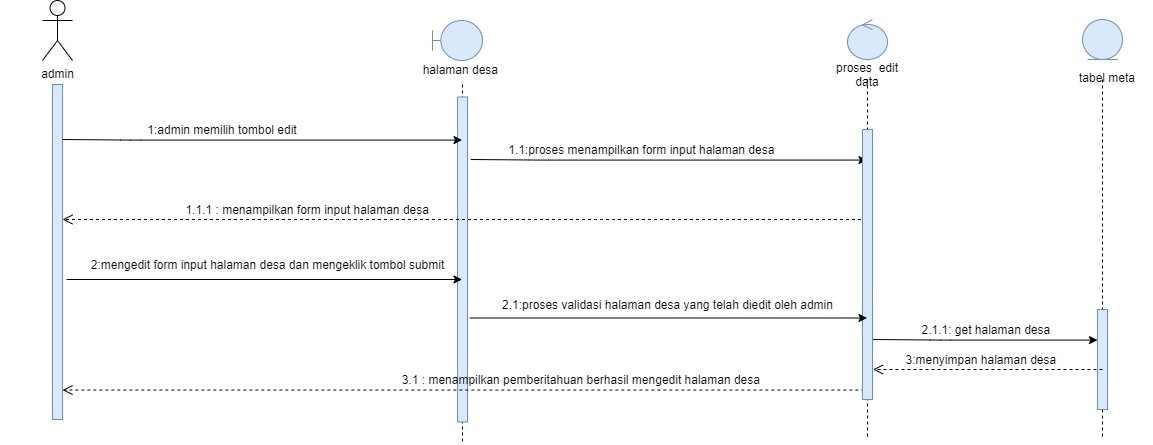 admin
halaman desa
proses edit
data
tabel meta
1:admin memilih tombol edit
1.1:proses menampilkan form input halaman desa
1.1.1 : menampilkan form input halaman desa
2:mengedit form input halaman desa dan mengeklik tombol submit
2.1:proses validasi halaman desa yang telah diedit oleh admin
2.1.1: get halaman desa
3:menyimpan halaman desa
3.1 : menampilkan pemberitahuan berhasil mengedit halaman desa